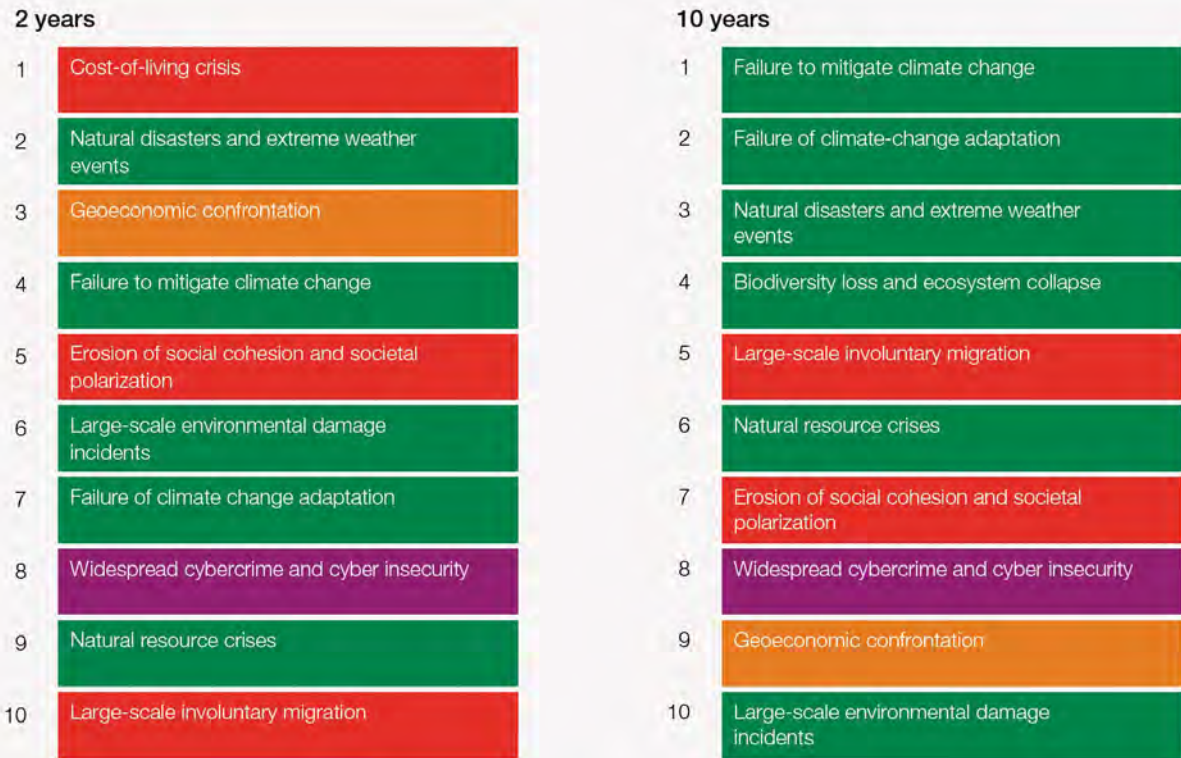 2 years
1 Cost-of-living crisis
2 Natural disasters and extreme weather
events
3 Geoeconomic confrontation
4 Failure to mitigate climate change
5 Erosion of social cohesion and societal
polarization
6 Large-scale environmental damage
incidents
7 Failure of climate change adaptation
8 Widespread cybercrime and cyber insecurity
9 Natural resource crises
10 Large-scale involuntary migration
10 years
1 Failure to mitigate climate change
2 Failure of climate-change adaptation
3 Natural disasters and extreme weather
events
4 Biodiversity loss and ecosystem collapse
5 Large-scale involuntary migration
6 Natural resource crises
7 Erosion of social cohesion and societal
polarization
8 Widespread cybercrime and cyber insecurity
9 Geoeconomic confrontation
10 Large-scale environmental damage
incidents